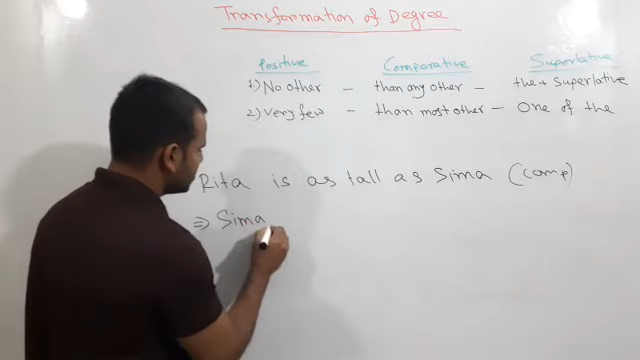 Transformation of Degree
Positive Comparative Superlative
1) No other - than any other - the + Superlative
2) Very few - than most other - One of the
Rita is as tall as Sima (Comp)
⇒ Sima